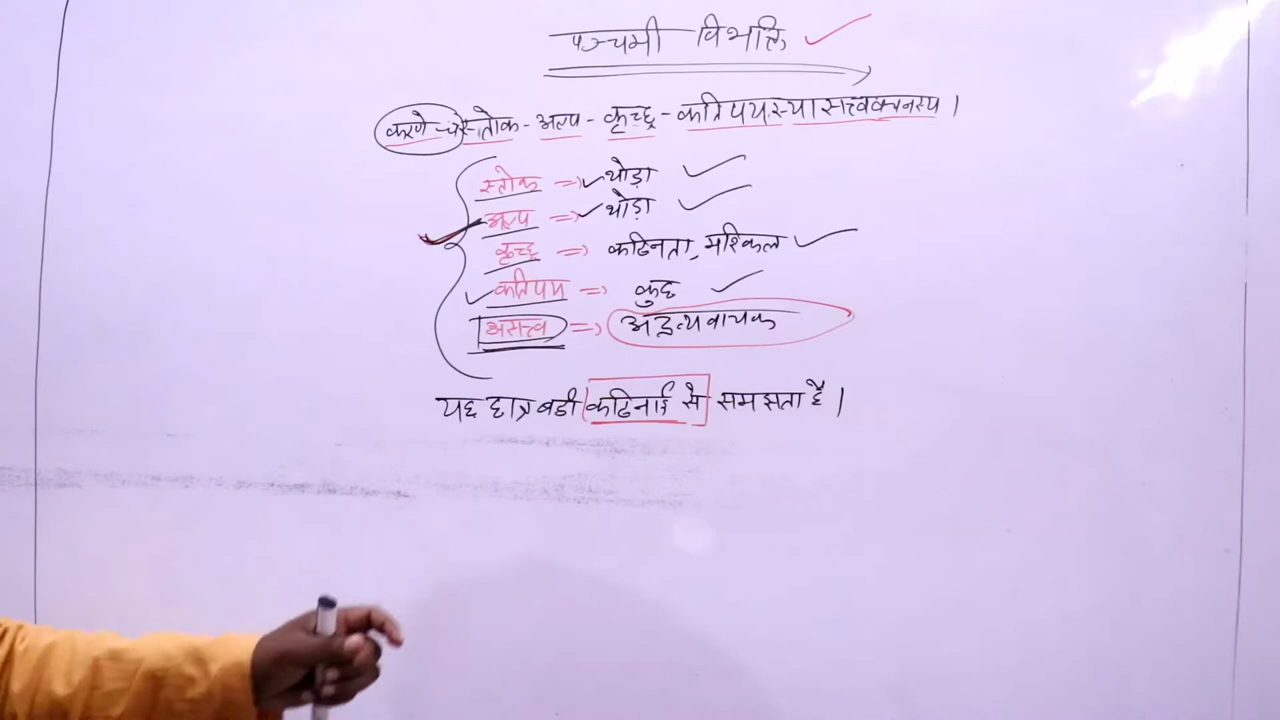 पञ्चमी विभक्ति
करणे च स्तोक - अल्प - कृच्छ्र - कतिपयस्यासत्त्ववचनस्य ।
स्तोक => थोड़ा
अल्प => थोड़ा
कृच्छ्र => कठिनता, मुश्किल
कतिपय => कुछ
असत्त्व => अद्रव्यवाचक
यह छात्र बडी कठिनाई से समझता है ।